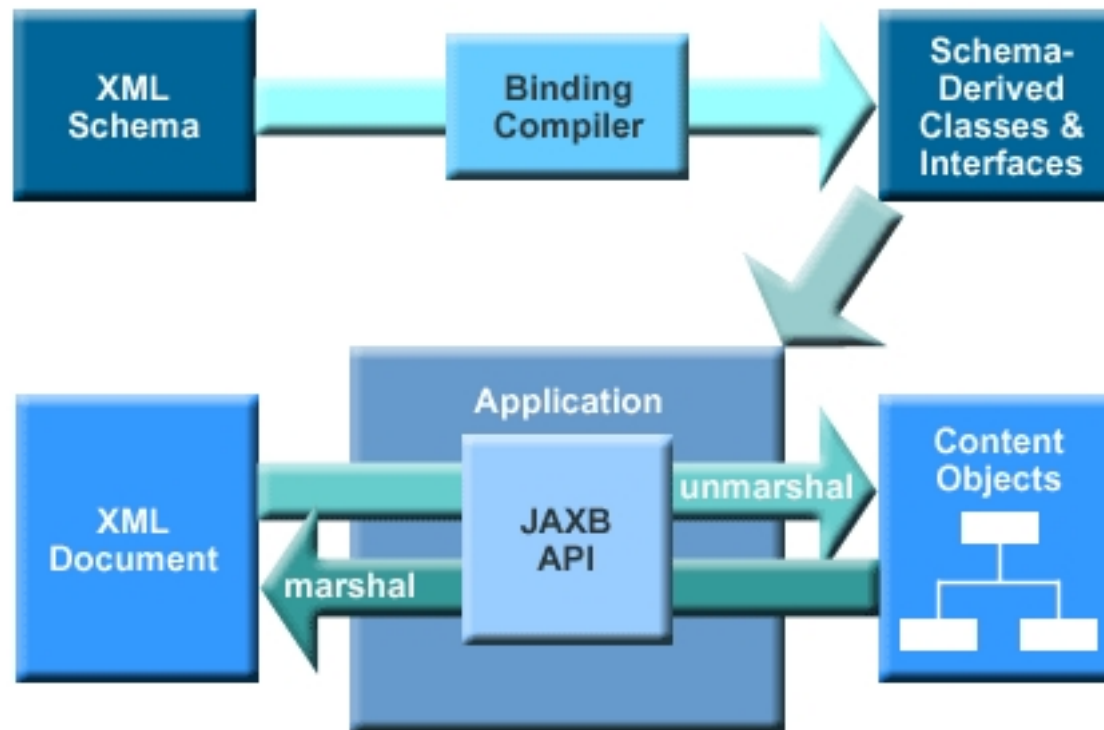 XML
Schema
Binding
Compiler
Schema-
Derived
Classes &
Interfaces
Application
XML
Document
JAXB
API
unmarshal
marshal
Content
Objects